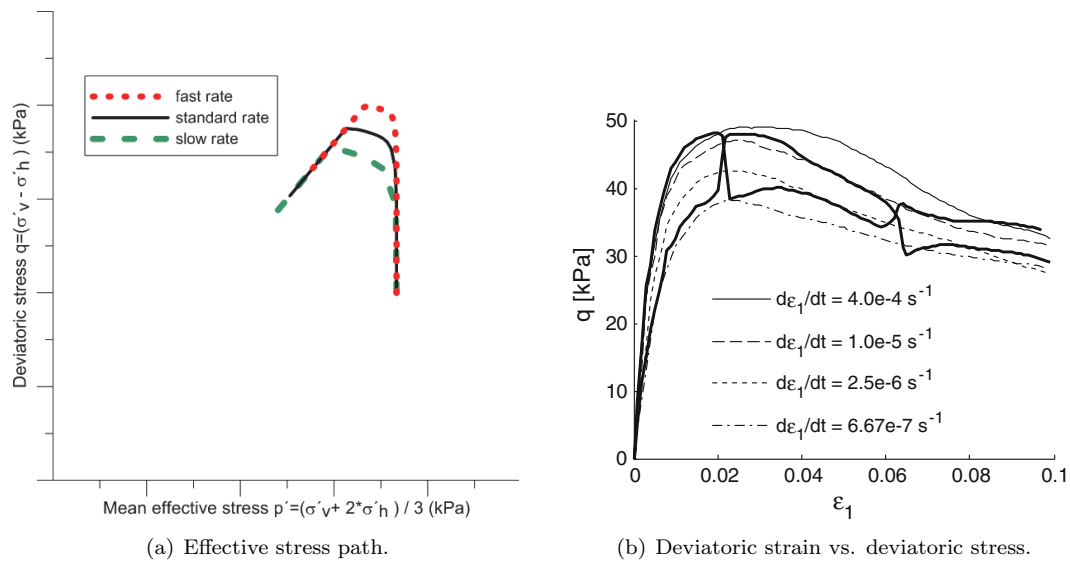 fast rate
standard rate
slow rate
Deviatoric stress q=(σ´v - σ´h ) (kPa)
Mean effective stress p´=(σ´v+ 2*σ´h ) / 3 (kPa)
(a) Effective stress path.
50
40
30
20
10
0
q [kPa]
dε1/dt = 4.0e-4 s-1
dε1/dt = 1.0e-5 s-1
dε1/dt = 2.5e-6 s-1
dε1/dt = 6.67e-7 s-1
0 0.02 0.04 0.06 0.08 0.1
ε1
(b) Deviatoric strain vs. deviatoric stress.